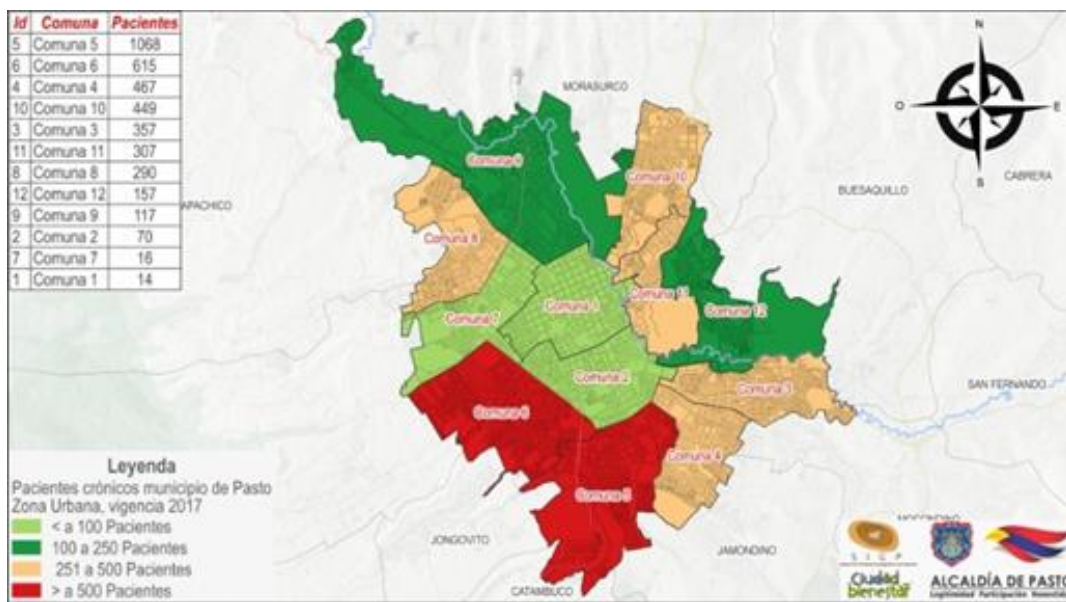 Id Comuna Pacientes
5 Comuna 5 1068
6 Comuna 6 615
4 Comuna 4 467
10 Comuna 10 449
3 Comuna 3 357
11 Comuna 11 307
8 Comuna 8 290
12 Comuna 12 157
9 Comuna 9 117
2 Comuna 2 70
7 Comuna 7 16
1 Comuna 1 14
N
O
E
S
MORASURCO
CABRERA
BUESAQUILLO
APACHICO
Comuna 9
Comuna 10
Comuna 8
Comuna 11
Comuna 1
Comuna 12
Comuna 7
Comuna 2
Comuna 3
SAN FERNANDO
Comuna 6
Comuna 4
Comuna 5
JONGOVITO
JAMONDINO
CATAMBUCO
Leyenda
Pacientes crónicos municipio de Pasto
Zona Urbana, vigencia 2017
< a 100 Pacientes
100 a 250 Pacientes
251 a 500 Pacientes
> a 500 Pacientes
SIGP
Ciudad
bienestar
ALCALDÍA DE PASTO
Legitimidad Participación